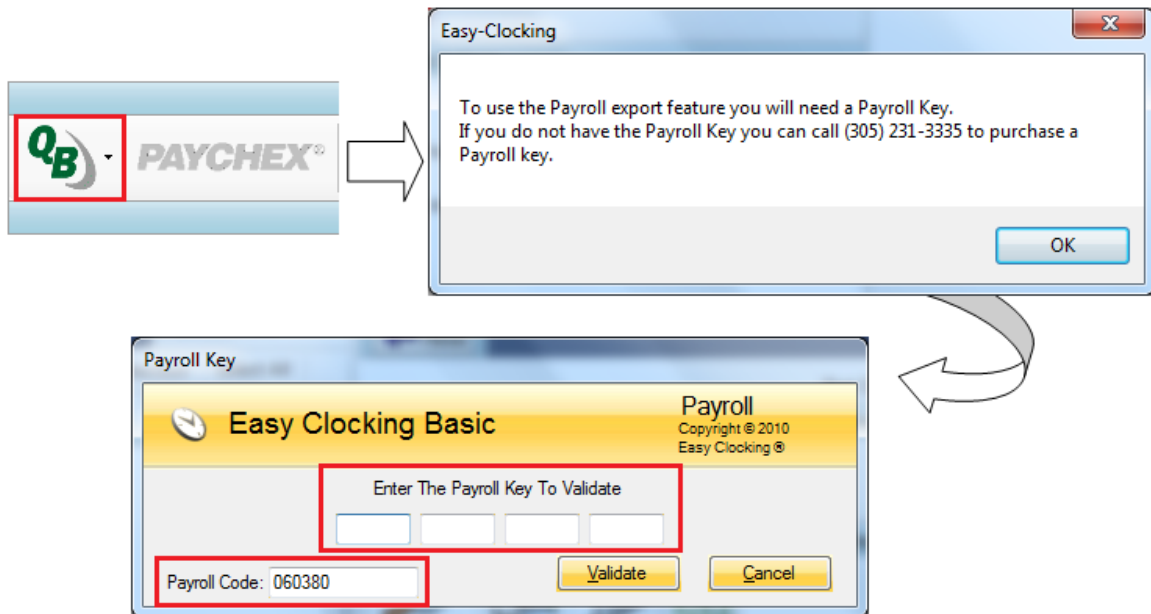 Easy-Clocking
X
To use the Payroll export feature you will need a Payroll Key.
If you do not have the Payroll Key you can call (305) 231-3335 to purchase a
Payroll key.
OK
QB
PAYCHEX®
Payroll Key
Easy Clocking Basic
Payroll
Copyright © 2010
Easy Clocking ®
Enter The Payroll Key To Validate
Payroll Code: 060380
Validate
Cancel